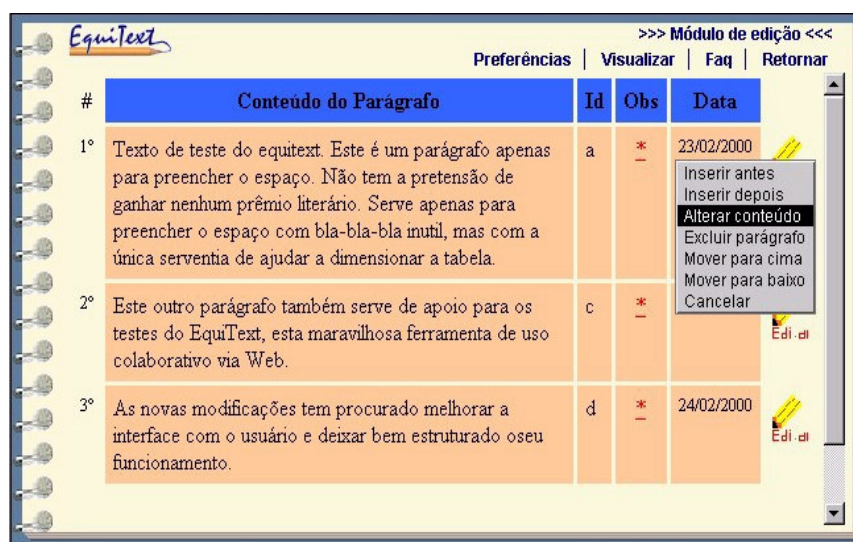 EquiText
>>> Módulo de edição <<<
Preferências | Visualizar | Faq | Retornar
# Conteúdo do Parágrafo Id Obs Data
1° Texto de teste do equitext. Este é um parágrafo apenas a * 23/02/2000
para preencher o espaço. Não tem a pretensão de
ganhar nenhum prêmio literário. Serve apenas para
preencher o espaço com bla-bla-bla inutil, mas com a
única serventia de ajudar a dimensionar a tabela.
Inserir antes
Inserir depois
Alterar conteúdo
Excluir parágrafo
Mover para cima
Mover para baixo
Cancelar
2° Este outro parágrafo também serve de apoio para os c *
testes do EquiText, esta maravilhosa ferramenta de uso
colaborativo via Web.
3° As novas modificações tem procurado melhorar a d * 24/02/2000
interface com o usuário e deixar bem estruturado oseu
funcionamento.